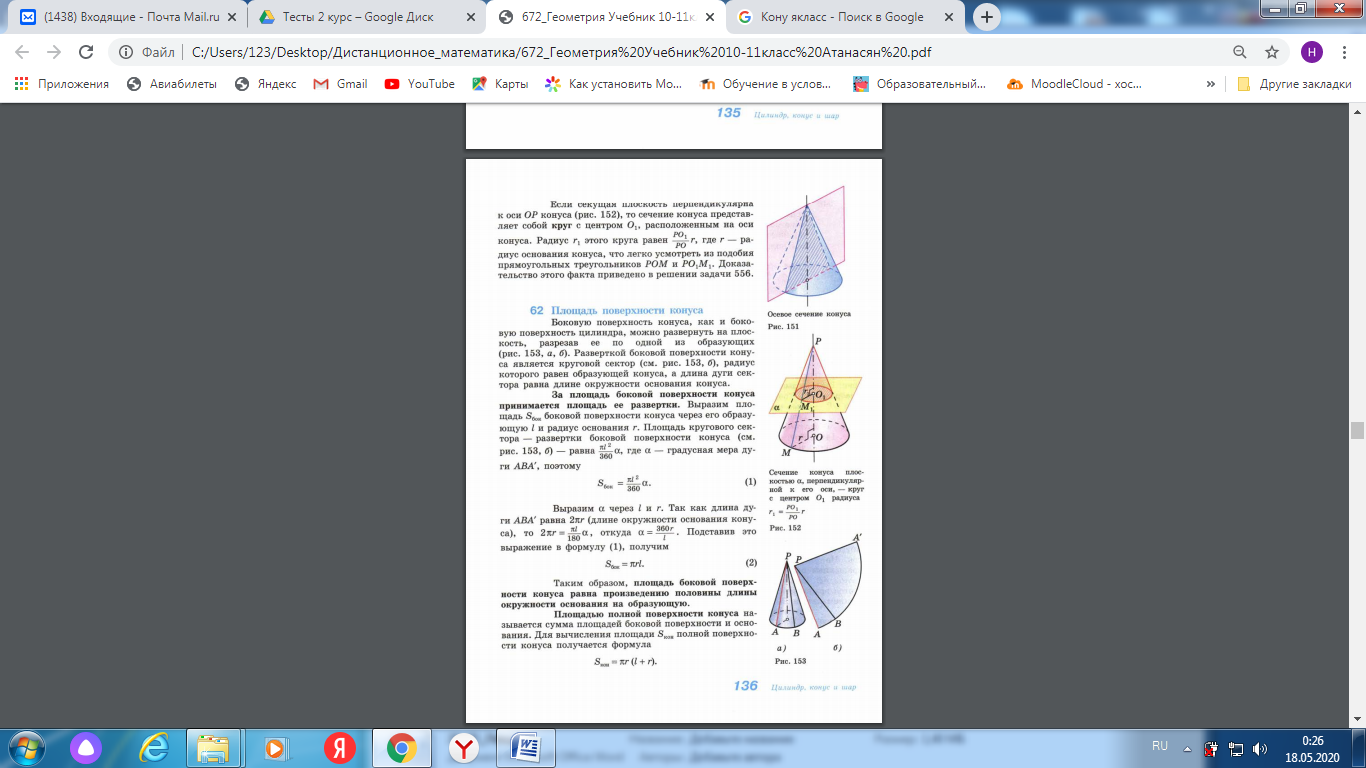 (1438) Входящие - Почта Mail.ru
Тесты 2 курс – Google Диск
672_Геометрия Учебник 10-11к
Кону якласс - Поиск в Google
Файл
C:/Users/123/Desktop/Дистанционное_математика/672_Геометрия%20Учебник%2010-11класс%20Атанасян%20.pdf
Н
Приложения
Авиабилеты
Яндекс
Gmail
YouTube
Карты
Как установить Мо...
Обучение в услов...
Образовательный...
MoodleCloud - хос...
»
Другие закладки
135 Цилиндр, конус и шар
Если секущая плоскость перпендикулярна
к оси OP конуса (рис. 152), то сечение конуса представ-
ляет собой круг с центром O₁, расположенным на оси
конуса. Радиус r₁ этого круга равен PO₁/PO r, где r — ра-
диус основания конуса, что легко усмотреть из подобия
прямоугольных треугольников POM и PO₁M₁. Доказа-
тельство этого факта приведено в решении задачи 556.
62 Площадь поверхности конуса
Боковую поверхность конуса, как и боко-
вую поверхность цилиндра, можно развернуть на плос-
кость, разрезав ее по одной из образующих
(рис. 153, а, б). Разверткой боковой поверхности кону-
са является круговой сектор (см. рис. 153, б), радиус
которого равен образующей конуса, а длина дуги сек-
тора равна длине окружности основания конуса.
За площадь боковой поверхности конуса
принимается площадь ее развертки. Выразим пло-
щадь Sбок боковой поверхности конуса через его образу-
ющую l и радиус основания r. Площадь кругового сек-
тора — развертки боковой поверхности конуса (см.
рис. 153, б) — равна πl²/360 α, где α — градусная мера ду-
ги ABA′, поэтому
Sбок = πl²/360 α. (1)
Выразим α через l и r. Так как длина ду-
ги ABA′ равна 2πr (длине окружности основания кону-
са), то 2πr = πl/180 α, откуда α = 360r/l. Подставив это
выражение в формулу (1), получим
Sбок = πrl. (2)
Таким образом, площадь боковой поверх-
ности конуса равна произведению половины длины
окружности основания на образующую.
Площадью полной поверхности конуса на-
зывается сумма площадей боковой поверхности и осно-
вания. Для вычисления площади Sкон полной поверхно-
сти конуса получается формула
Sкон = πr (l + r).
Осевое сечение конуса
Рис. 151
P
α
r₁
O₁
M₁
r
O
M
Сечение конуса плос-
костью α, перпендикуляр-
ной к его оси, — круг
с центром O₁ радиуса
r₁ = PO₁/PO r
Рис. 152
P
P
A′
A
B
A
B
а)
б)
Рис. 153
136 Цилиндр, конус и шар
RU
0:26
18.05.2020